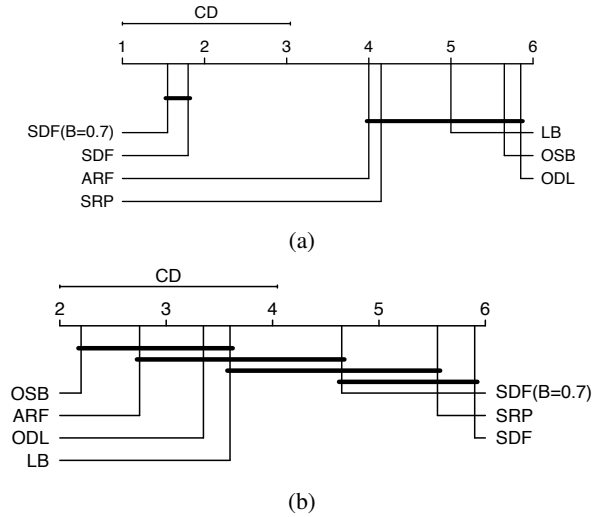 CD
1 2 3 4 5 6
SDF(B=0.7) LB
SDF OSB
ARF ODL
SRP
(a)
CD
2 3 4 5 6
OSB SDF(B=0.7)
ARF SRP
ODL SDF
LB
(b)